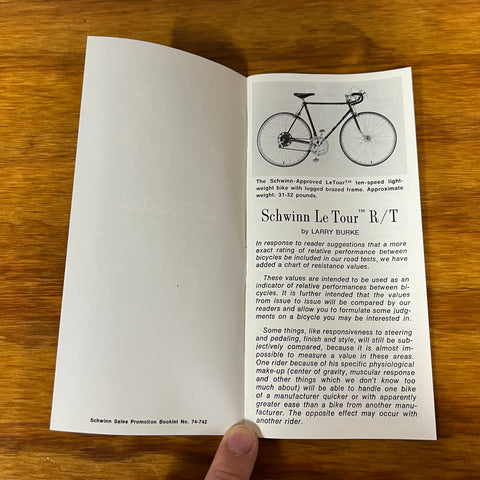 Schwinn Sales Promotion Booklet No. 74-742
The Schwinn-Approved LeTour™ ten-speed light-
weight bike with lugged brazed frame. Approximate
weight: 31-32 pounds.
Schwinn Le Tour™ R/T
by LARRY BURKE
In response to reader suggestions that a more
exact rating of relative performance between
bicycles be included in our road tests, we have
added a chart of resistance values.
These values are intended to be used as an
indicator of relative performances between bi-
cycles. It is further intended that the values
from issue to issue will be compared by our
readers and allow you to formulate some judg-
ments on a bicycle you may be interested in.
Some things, like responsiveness to steering
and pedaling, finish and style, will still be sub-
jectively compared, because it is almost im-
possible to measure a value in these areas.
One rider because of his specific physiological
make-up (center of gravity, muscular response
and other things which we don't know too
much about) will be able to handle one bike
of a manufacturer quicker or with apparently
greater ease than a bike from another manu-
facturer. The opposite effect may occur with
another rider.